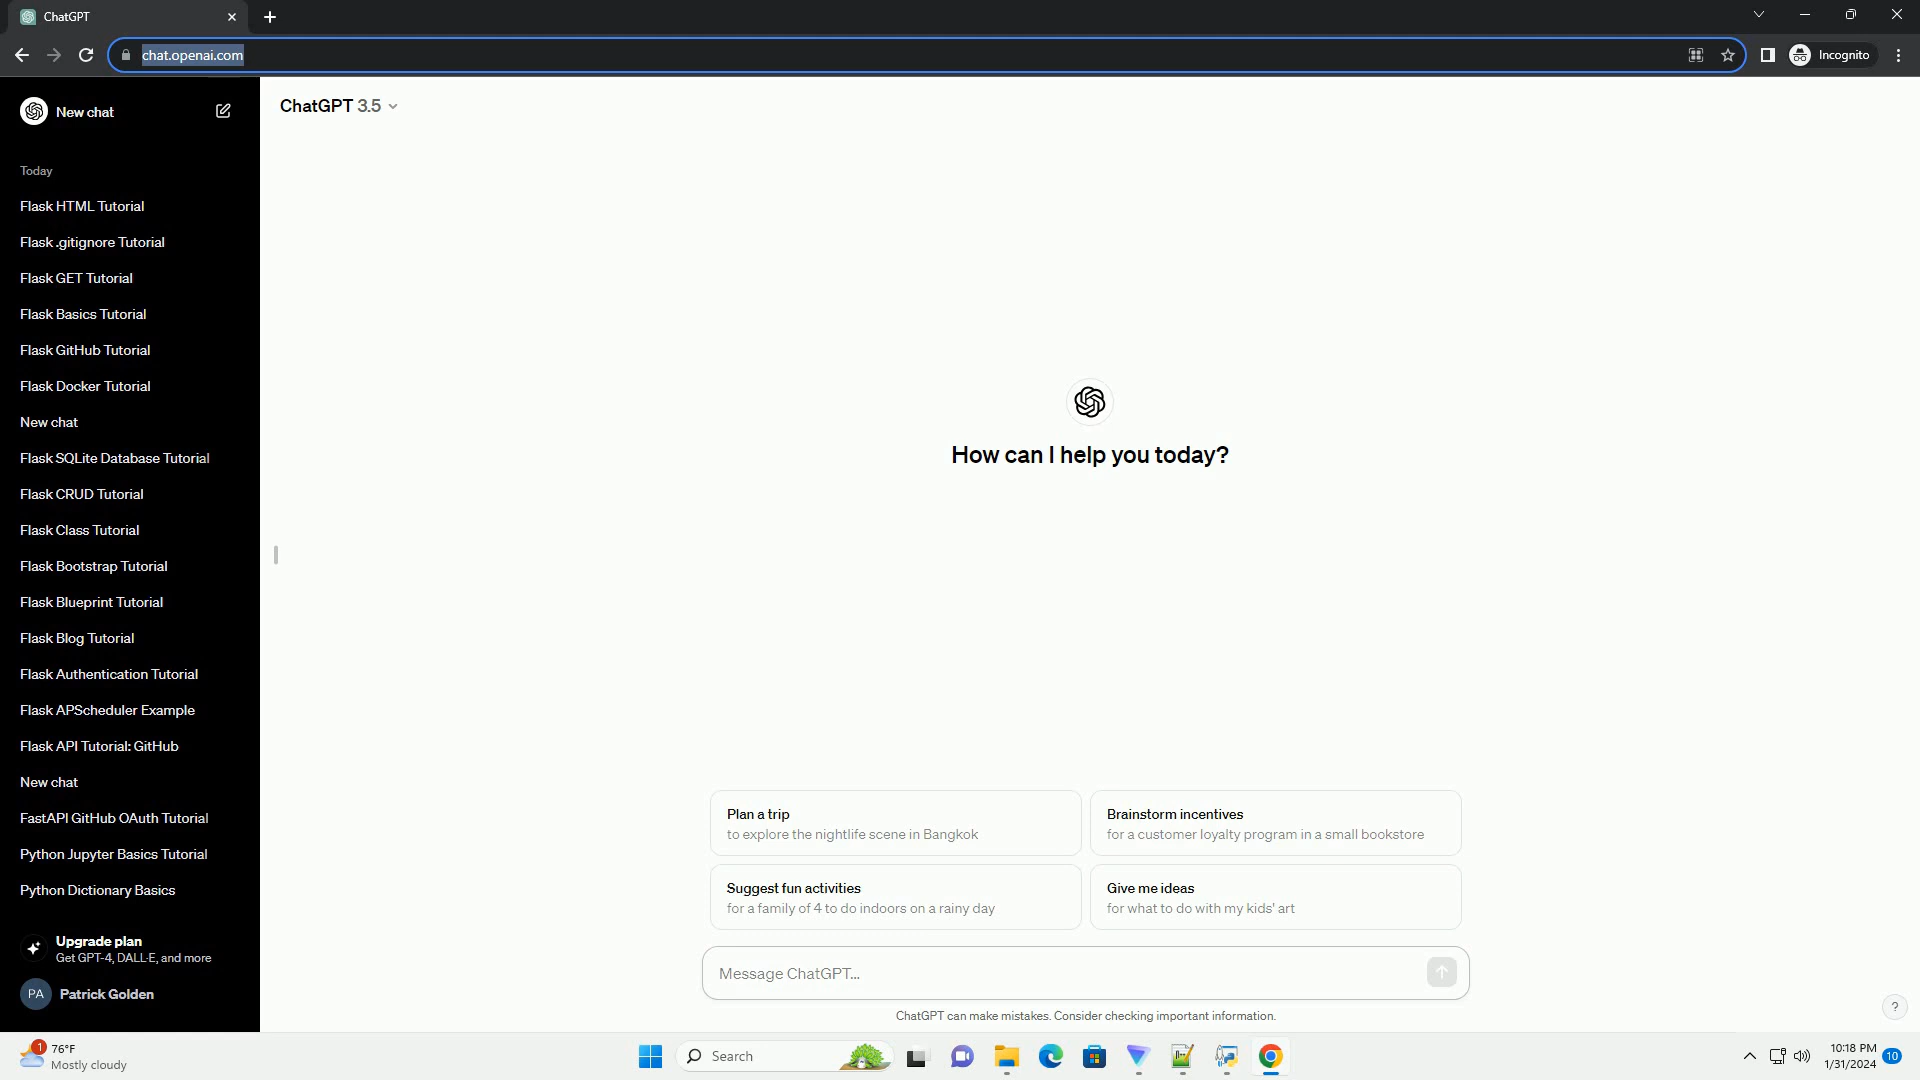 ChatGPT
chat.openai.com
Incognito
New chat
ChatGPT 3.5
Today
Flask HTML Tutorial
Flask .gitignore Tutorial
Flask GET Tutorial
Flask Basics Tutorial
Flask GitHub Tutorial
Flask Docker Tutorial
New chat
Flask SQLite Database Tutorial
Flask CRUD Tutorial
Flask Class Tutorial
Flask Bootstrap Tutorial
Flask Blueprint Tutorial
Flask Blog Tutorial
Flask Authentication Tutorial
Flask APScheduler Example
Flask API Tutorial: GitHub
New chat
FastAPI GitHub OAuth Tutorial
Python Jupyter Basics Tutorial
Python Dictionary Basics
Upgrade plan
Get GPT-4, DALL·E, and more
PA
Patrick Golden
How can I help you today?
Plan a trip
to explore the nightlife scene in Bangkok
Brainstorm incentives
for a customer loyalty program in a small bookstore
Suggest fun activities
for a family of 4 to do indoors on a rainy day
Give me ideas
for what to do with my kids' art
Message ChatGPT...
ChatGPT can make mistakes. Consider checking important information.
?
1
76°F
Mostly cloudy
Search
10:18 PM
1/31/2024
10